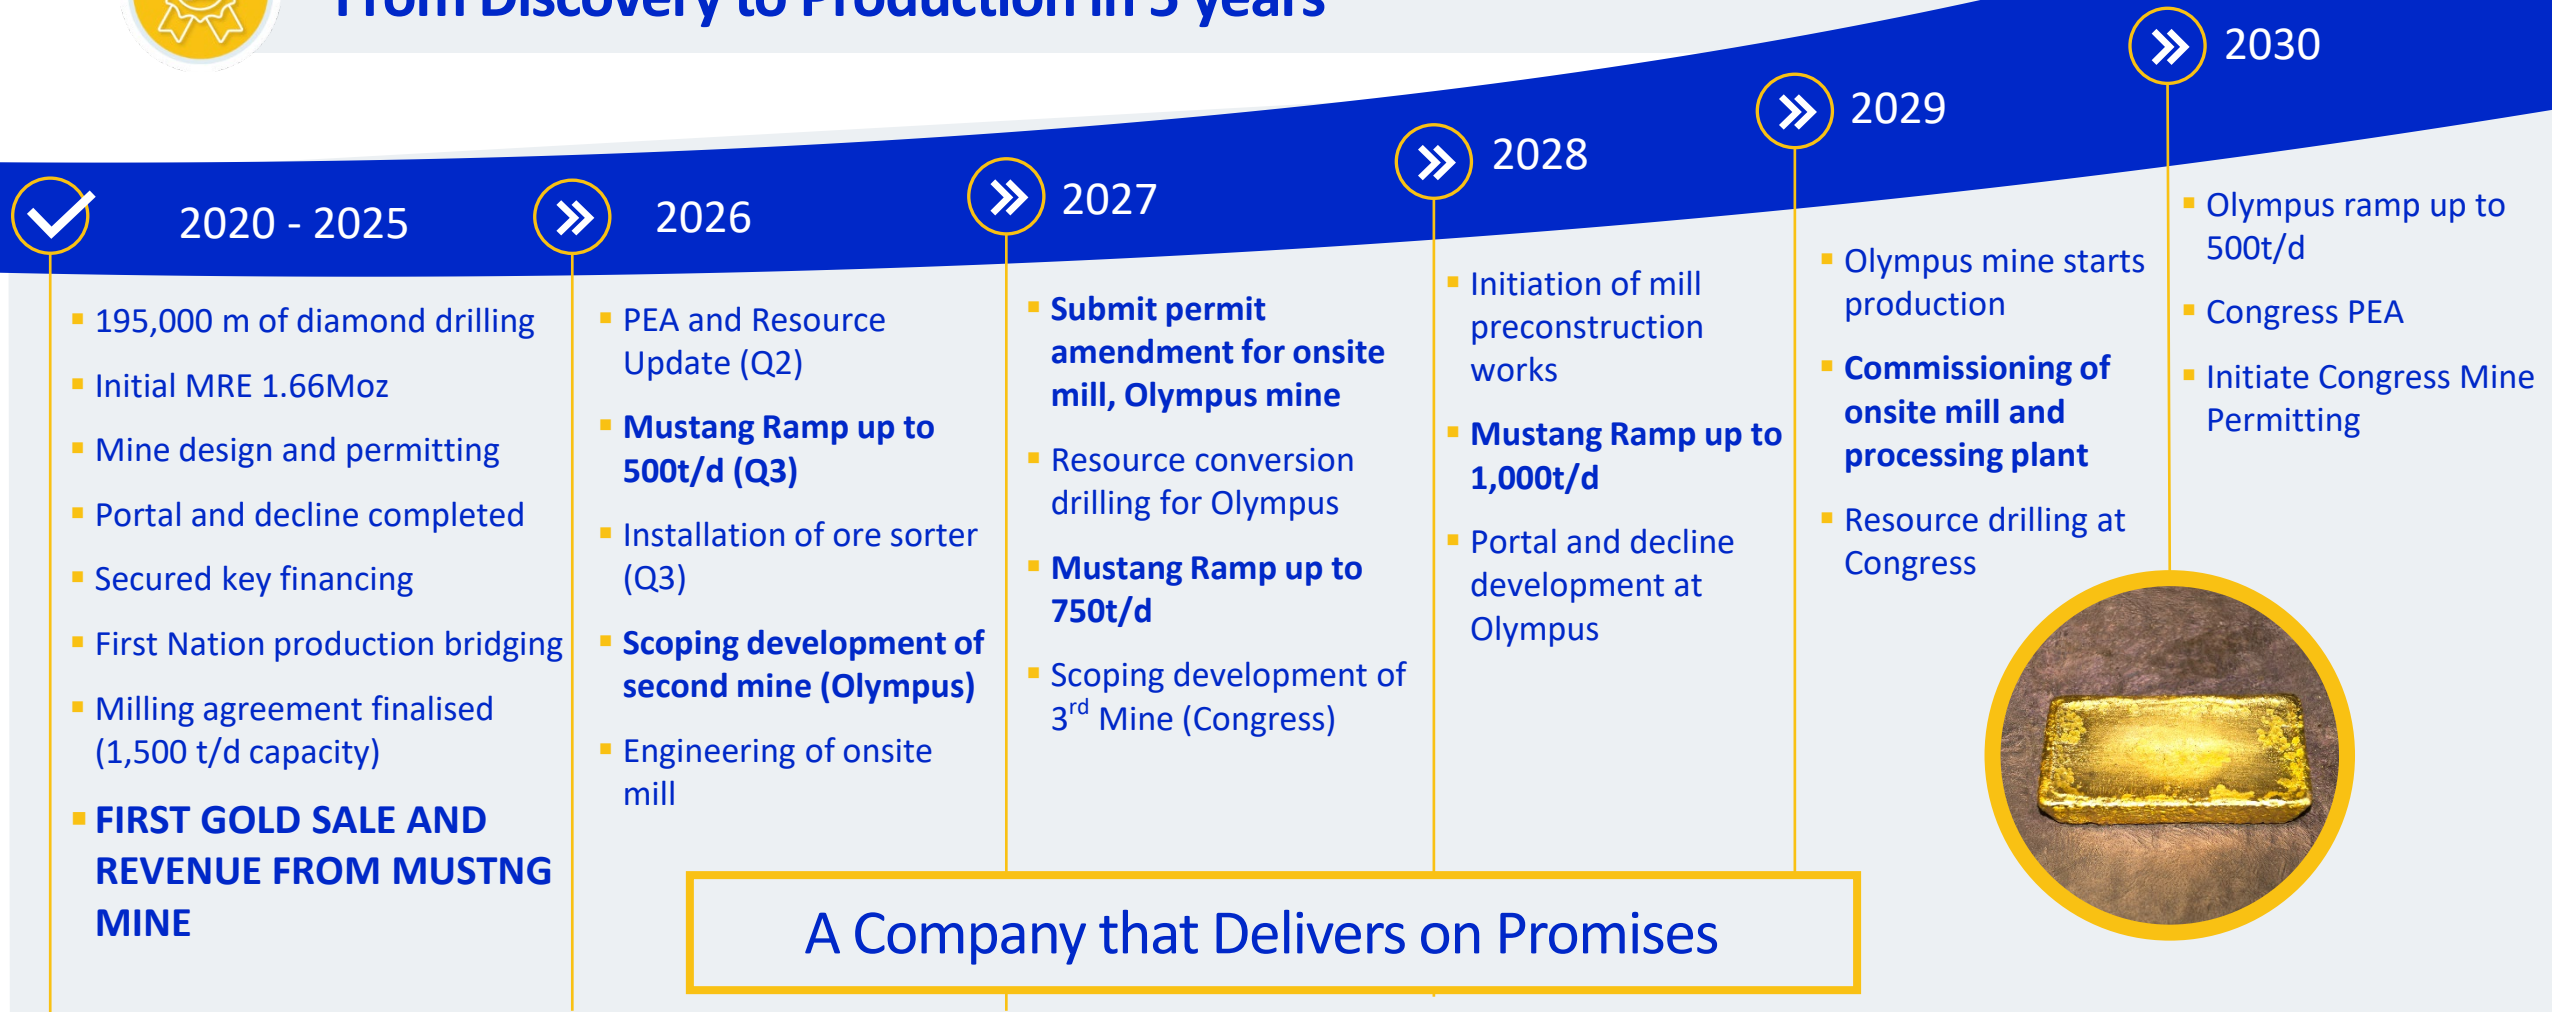 From Discovery to Production in 5 years
2020 - 2025
195,000 m of diamond drilling
Initial MRE 1.66Moz
Mine design and permitting
Portal and decline completed
Secured key financing
First Nation production bridging
Milling agreement finalised
(1,500 t/d capacity)
FIRST GOLD SALE AND
REVENUE FROM MUSTNG
MINE
2026
PEA and Resource
Update (Q2)
Mustang Ramp up to
500t/d (Q3)
Installation of ore sorter
(Q3)
Scoping development of
second mine (Olympus)
Engineering of onsite
mill
2027
Submit permit
amendment for onsite
mill, Olympus mine
Resource conversion
drilling for Olympus
Mustang Ramp up to
750t/d
Scoping development of
3rd Mine (Congress)
2028
Initiation of mill
preconstruction
works
Mustang Ramp up to
1,000t/d
Portal and decline
development at
Olympus
2029
Olympus mine starts
production
Commissioning of
onsite mill and
processing plant
Resource drilling at
Congress
2030
Olympus ramp up to
500t/d
Congress PEA
Initiate Congress Mine
Permitting
A Company that Delivers on Promises